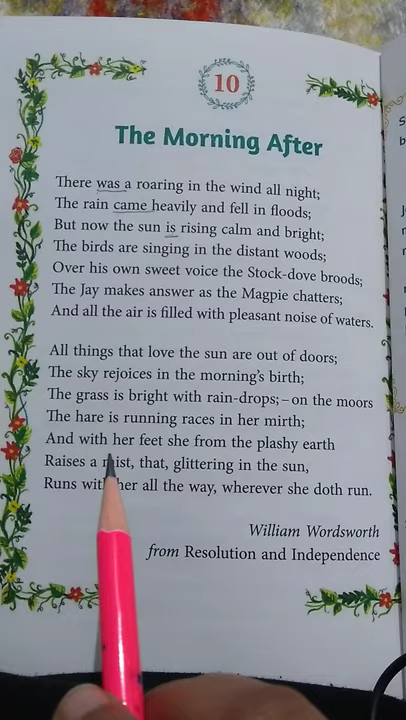 10
The Morning After
There was a roaring in the wind all night;
The rain came heavily and fell in floods;
But now the sun is rising calm and bright;
The birds are singing in the distant woods;
Over his own sweet voice the Stock-dove broods;
The Jay makes answer as the Magpie chatters;
And all the air is filled with pleasant noise of waters.
All things that love the sun are out of doors;
The sky rejoices in the morning's birth;
The grass is bright with rain-drops;–on the moors
The hare is running races in her mirth;
And with her feet she from the plashy earth
Raises a mist, that, glittering in the sun,
Runs with her all the way, wherever she doth run.
William Wordsworth
from Resolution and Independence